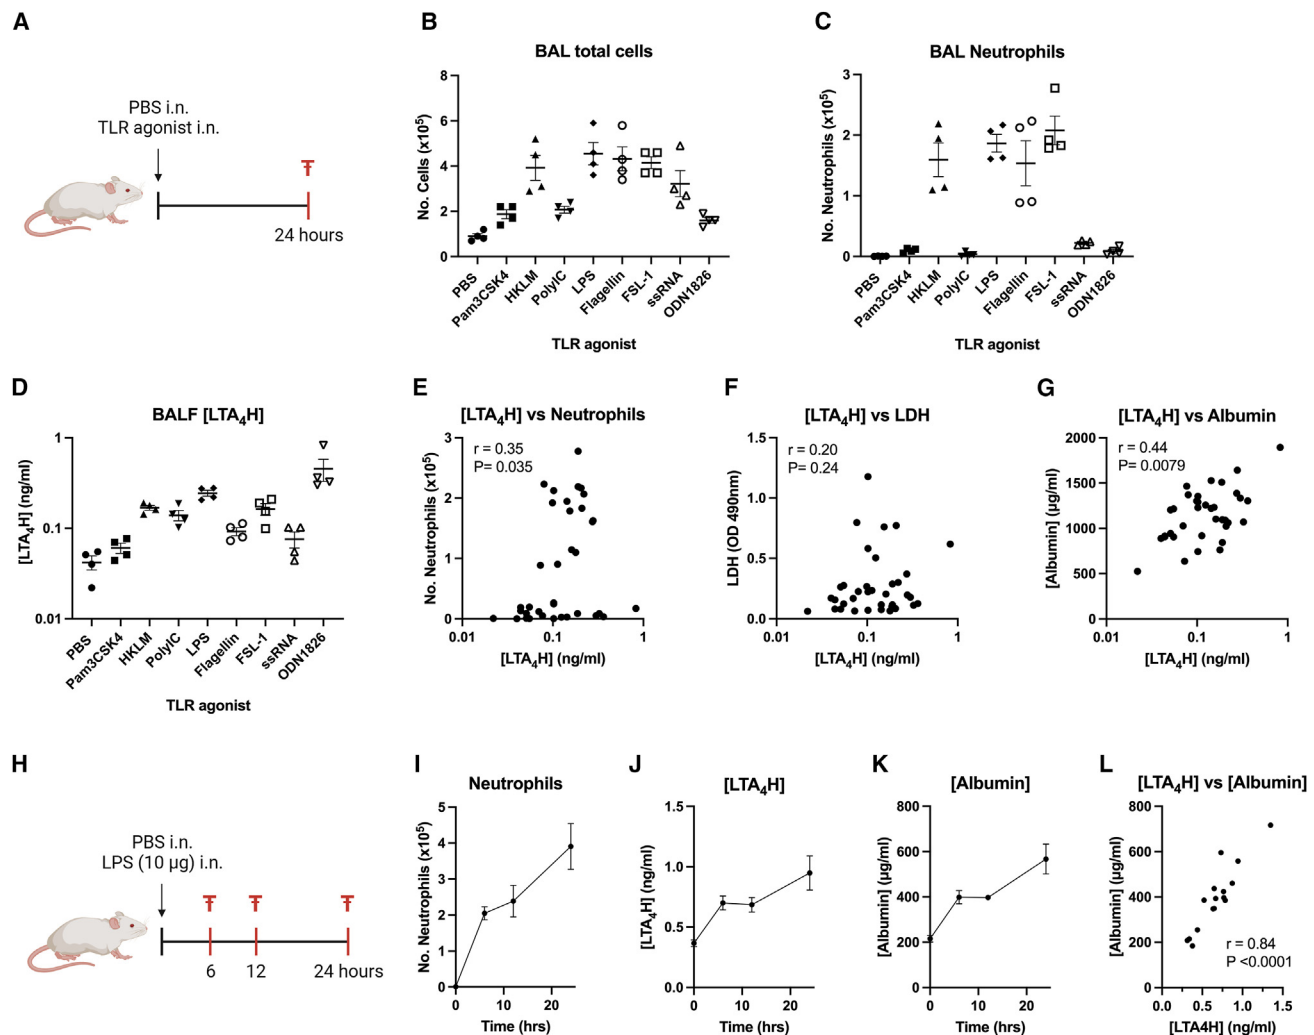 A
PBS i.n.
TLR agonist i.n.
24 hours
B
BAL total cells
No. Cells (x10⁵)
8
6
4
2
0
PBS
Pam3CSK4
HKLM
PolyIC
LPS
Flagellin
FSL-1
ssRNA
ODN1826
TLR agonist
C
BAL Neutrophils
No. Neutrophils (x10⁵)
3
2
1
0
PBS
Pam3CSK4
HKLM
PolyIC
LPS
Flagellin
FSL-1
ssRNA
ODN1826
TLR agonist
D
BALF [LTA₄H]
[LTA₄H] (ng/ml)
1
0.1
0.01
PBS
Pam3CSK4
HKLM
PolyIC
LPS
Flagellin
FSL-1
ssRNA
ODN1826
TLR agonist
E
[LTA₄H] vs Neutrophils
r = 0.35
P= 0.035
No. Neutrophils (x10⁵)
3
2
1
0
0.01 0.1 1
[LTA₄H] (ng/ml)
F
[LTA₄H] vs LDH
r = 0.20
P= 0.24
LDH (OD 490nm)
1.5
1.0
0.5
0.0
0.01 0.1 1
[LTA₄H] (ng/ml)
G
[LTA₄H] vs Albumin
r = 0.44
P= 0.0079
[Albumin] (µg/ml)
2000
1500
1000
500
0
0.01 0.1 1
[LTA₄H] (ng/ml)
H
PBS i.n.
LPS (10 µg) i.n.
6 12 24 hours
I
Neutrophils
No. Neutrophils (x10⁵)
5
4
3
2
1
0
0 10 20
Time (hrs)
J
[LTA₄H]
[LTA₄H] (ng/ml)
1.5
1.0
0.5
0.0
0 10 20
Time (hrs)
K
[Albumin]
[Albumin] (µg/ml)
800
600
400
200
0
0 10 20
Time (hrs)
L
[LTA₄H] vs [Albumin]
[Albumin] (µg/ml)
800
600
400
200
0
r = 0.84
P <0.0001
0.0 0.5 1.0 1.5
[LTA4H] (ng/ml)